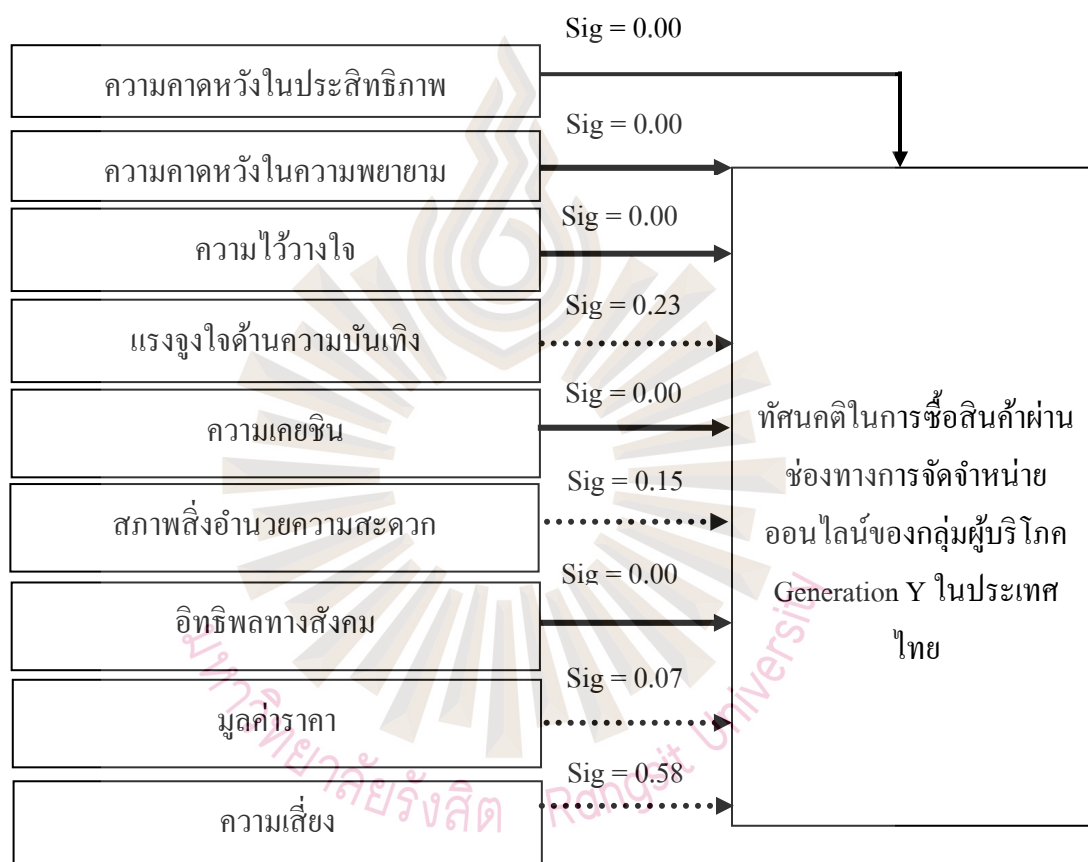 Sig = 0.00
ความคาดหวังในประสิทธิภาพ
Sig = 0.00
ความคาดหวังในความพยายาม
Sig = 0.00
ความไว้วางใจ
Sig = 0.23
แรงจูงใจด้านความบันเทิง
Sig = 0.00
ความเคยชิน
Sig = 0.15
สภาพสิ่งอำนวยความสะดวก
Sig = 0.00
อิทธิพลทางสังคม
Sig = 0.07
มูลค่าราคา
Sig = 0.58
ความเสี่ยง
ทัศนคติในการซื้อสินค้าผ่าน
ช่องทางการจัดจำหน่าย
ออนไลน์ของกลุ่มผู้บริโภค
Generation Y ในประเทศ
ไทย
มหาวิทยาลัยรังสิต Rangsit University